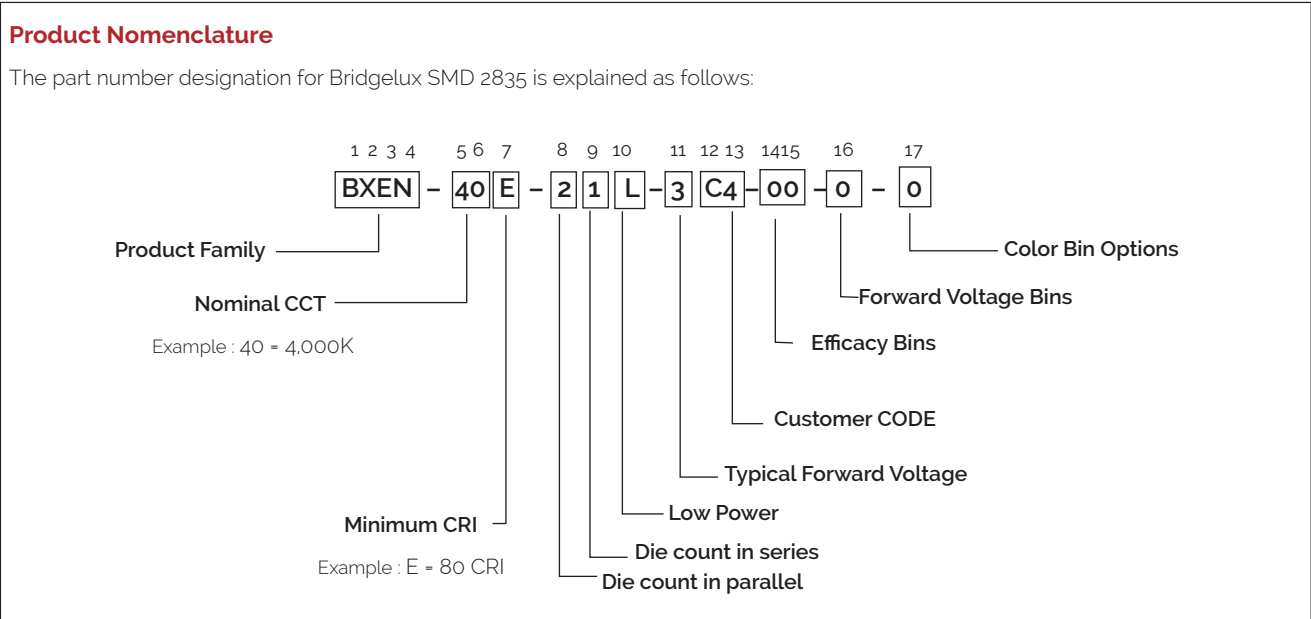 Product Nomenclature
The part number designation for Bridgelux SMD 2835 is explained as follows:
1 2 3 4 5 6 7 8 9 10 11 12 13 1415 16 17
BXEN - 40 E - 2 1 L - 3 C4 - 00 - 0 - 0
Product Family
Color Bin Options
Nominal CCT
Forward Voltage Bins
Example : 40 = 4,000K
Efficacy Bins
Customer CODE
Typical Forward Voltage
Low Power
Minimum CRI
Die count in series
Example : E = 80 CRI
Die count in parallel